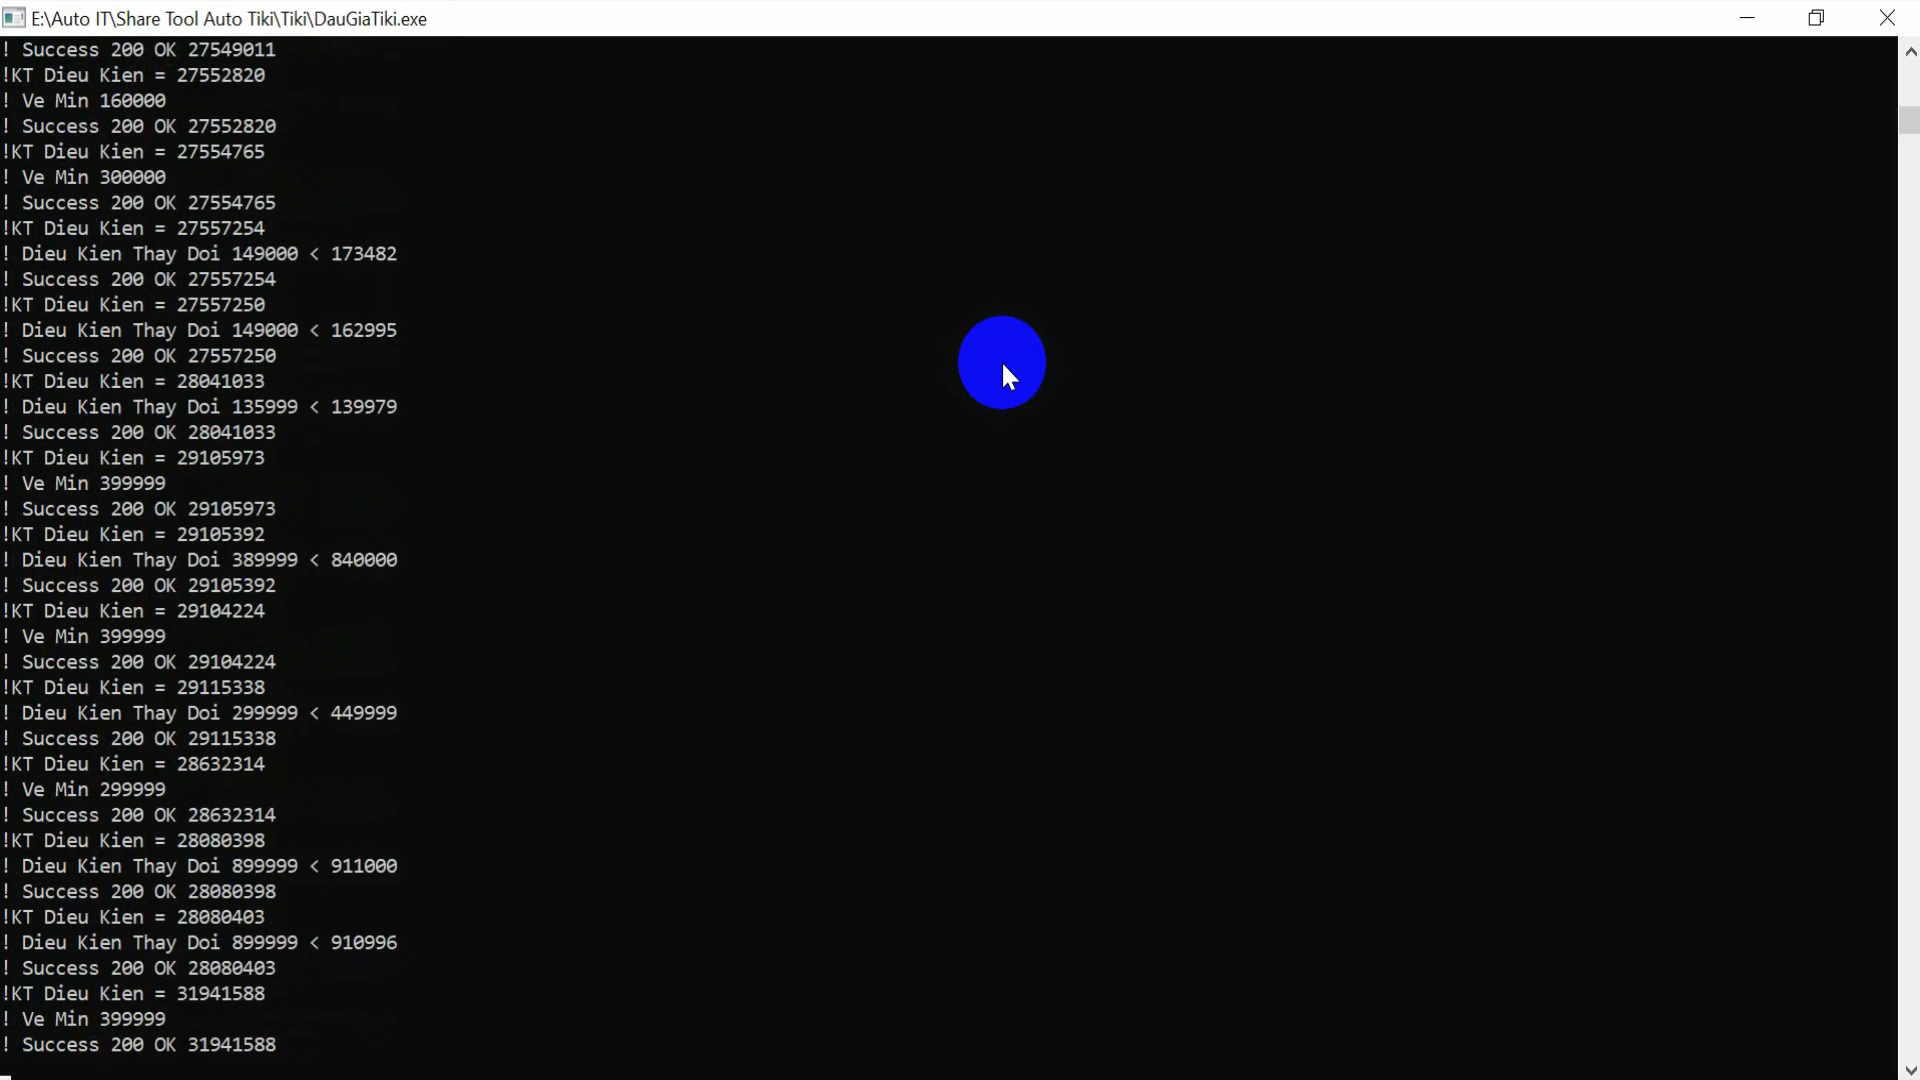 E:\Auto IT\Share Tool Auto Tiki\Tiki\DauGiaTiki.exe
! Success 200 OK 27549011
!KT Dieu Kien = 27552820
! Ve Min 160000
! Success 200 OK 27552820
!KT Dieu Kien = 27554765
! Ve Min 300000
! Success 200 OK 27554765
!KT Dieu Kien = 27557254
! Dieu Kien Thay Doi 149000 < 173482
! Success 200 OK 27557254
!KT Dieu Kien = 27557250
! Dieu Kien Thay Doi 149000 < 162995
! Success 200 OK 27557250
!KT Dieu Kien = 28041033
! Dieu Kien Thay Doi 135999 < 139979
! Success 200 OK 28041033
!KT Dieu Kien = 29105973
! Ve Min 399999
! Success 200 OK 29105973
!KT Dieu Kien = 29105392
! Dieu Kien Thay Doi 389999 < 840000
! Success 200 OK 29105392
!KT Dieu Kien = 29104224
! Ve Min 399999
! Success 200 OK 29104224
!KT Dieu Kien = 29115338
! Dieu Kien Thay Doi 299999 < 449999
! Success 200 OK 29115338
!KT Dieu Kien = 28632314
! Ve Min 299999
! Success 200 OK 28632314
!KT Dieu Kien = 28080398
! Dieu Kien Thay Doi 899999 < 911000
! Success 200 OK 28080398
!KT Dieu Kien = 28080403
! Dieu Kien Thay Doi 899999 < 910996
! Success 200 OK 28080403
!KT Dieu Kien = 31941588
! Ve Min 399999
! Success 200 OK 31941588